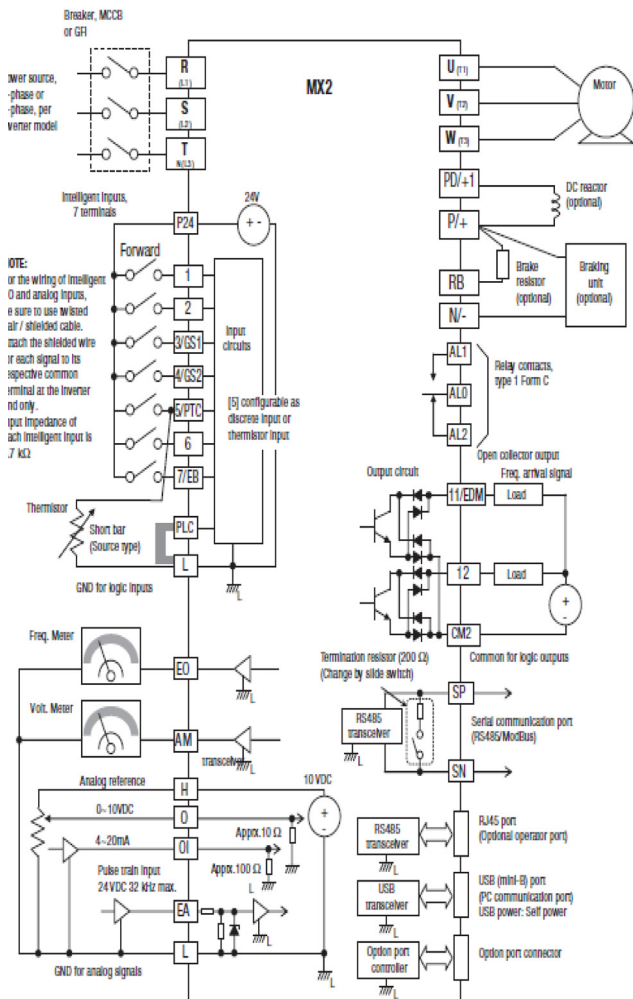 Breaker, MCCB
or GFI
ower source,
-phase or
-phase, per
verter model
R
(L1)
S
(L2)
T
N(L3)
MX2
U (T1)
V (T2)
W (T3)
Motor
PD/+1
P/+
DC reactor
(optional)
RB
Brake
resistor
(optional)
Braking
unit
(optional)
N/-
Intelligent inputs,
7 terminals
P24
24V
+ -
Forward
OTE:
or the wiring of intelligent
O and analog inputs,
e sure to use twisted
air / shielded cable.
ttach the shielded wire
or each signal to its
espective common
erminal at the inverter
nd only.
nput impedance of
ach intelligent input is
.7 kΩ
1
2
3/GS1
4/GS2
5/PTC
6
7/EB
PLC
L
Input
circuits
[5] configurable as
discrete input or
thermistor input
Thermistor
Short bar
(Source type)
GND for logic inputs
L
AL1
AL0
AL2
Relay contacts,
type 1 Form C
Open collector output
Output circuit
Freq. arrival signal
11/EDM
Load
12
Load
+
-
CM2
Common for logic outputs
Termination resistor (200 Ω)
(Change by slide switch)
RS485
transceiver
L
SP
SN
Serial communication port
(RS485/ModBus)
Freq. Meter
EO
L
Volt. Meter
AM
transceiver
L
Analog reference
H
10 VDC
+
-
0~10VDC
O
Apprx.10 Ω
L
4~20mA
OI
Apprx.100 Ω
L
Pulse train input
24VDC 32 kHz max.
EA
L
L
L
GND for analog signals
L
RS485
transceiver
L
RJ45 port
(Optional operator port)
USB
transceiver
L
USB (mini-B) port
(PC communication port)
USB power: Self power
Option port
controller
L
Option port connector